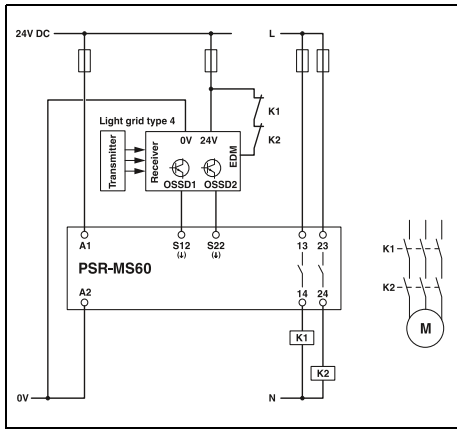 24V DC
L
K1
K2
Light grid type 4
Transmitter
Receiver
0V 24V
EDM
OSSD1 OSSD2
A1
S12
(↓)
S22
(↓)
13 23
PSR-MS60
A2
14 24
K1
K2
0V
N
K1
K2
M